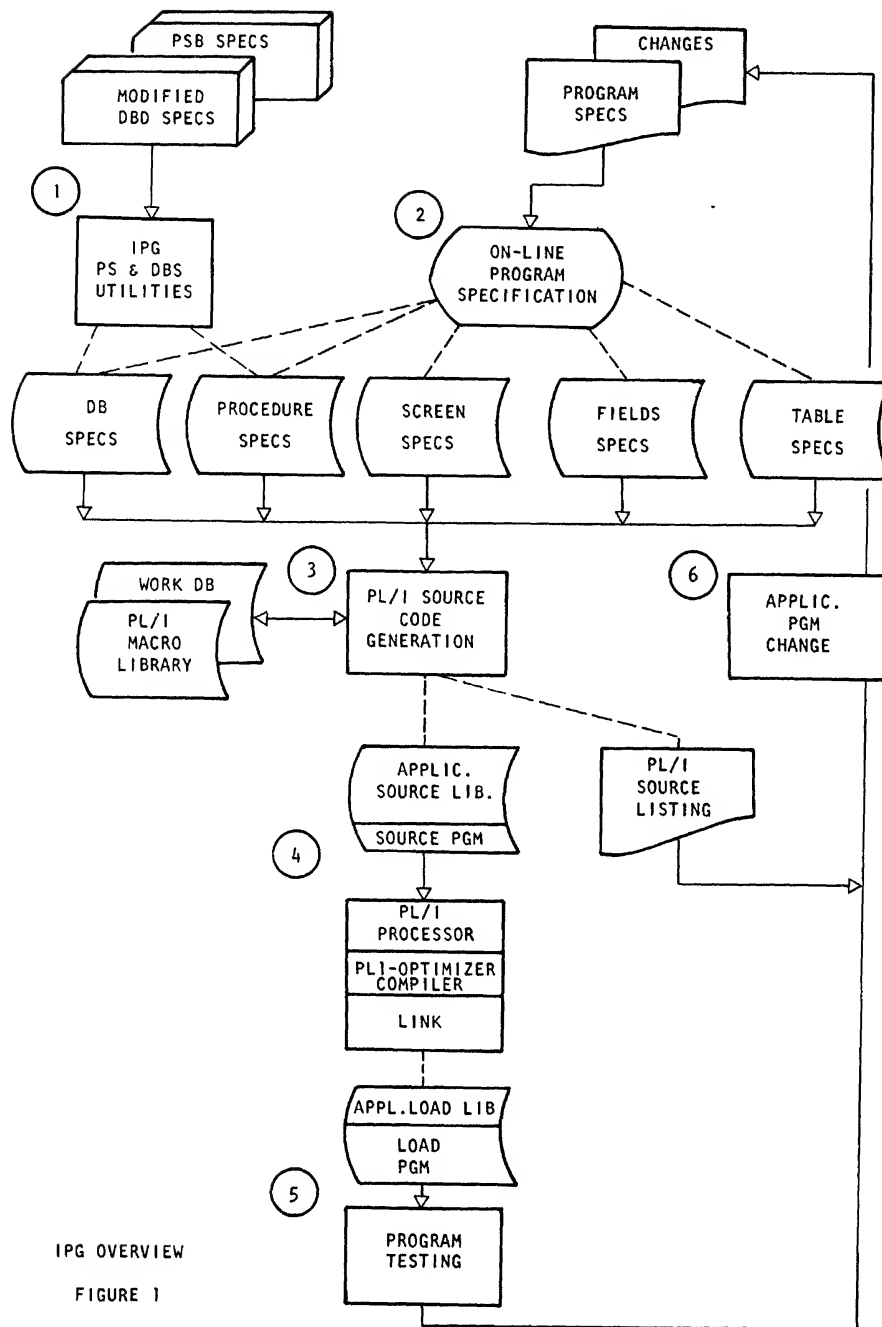 PSB SPECS
MODIFIED
DBD SPECS
CHANGES
PROGRAM
SPECS
1
2
IPG
PS & DBS
UTILITIES
ON-LINE
PROGRAM
SPECIFICATION
DB
SPECS
PROCEDURE
SPECS
SCREEN
SPECS
FIELDS
SPECS
TABLE
SPECS
3
WORK DB
PL/I
MACRO
LIBRARY
PL/I SOURCE
CODE
GENERATION
6
APPLIC.
PGM
CHANGE
APPLIC.
SOURCE LIB.
SOURCE PGM
PL/I
SOURCE
LISTING
4
PL/I
PROCESSOR
PL1-OPTIMIZER
COMPILER
LINK
APPL.LOAD LIB
LOAD
PGM
5
PROGRAM
TESTING
IPG OVERVIEW
FIGURE 1